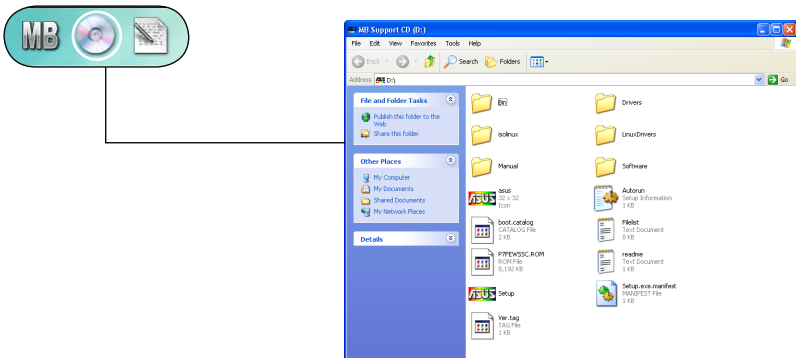 MB
MB Support CD (D:)
File Edit View Favorites Tools Help
Back Search Folders
Address D:\ Go
File and Folder Tasks
Publish this folder to the
Web
Share this folder
Other Places
My Computer
My Documents
Shared Documents
My Network Places
Details
Bin
Drivers
isolinux
LinuxDrivers
Manual
Software
ASUS
asus
32 x 32
Icon
Autorun
Setup Information
1 KB
boot.catalog
CATALOG File
2 KB
Filelist
Text Document
8 KB
P7FEWSSC.ROM
ROM File
8,192 KB
readme
Text Document
1 KB
ASUS
Setup
Setup.exe.manifest
MANIFEST File
1 KB
Ver.tag
TAG File
1 KB